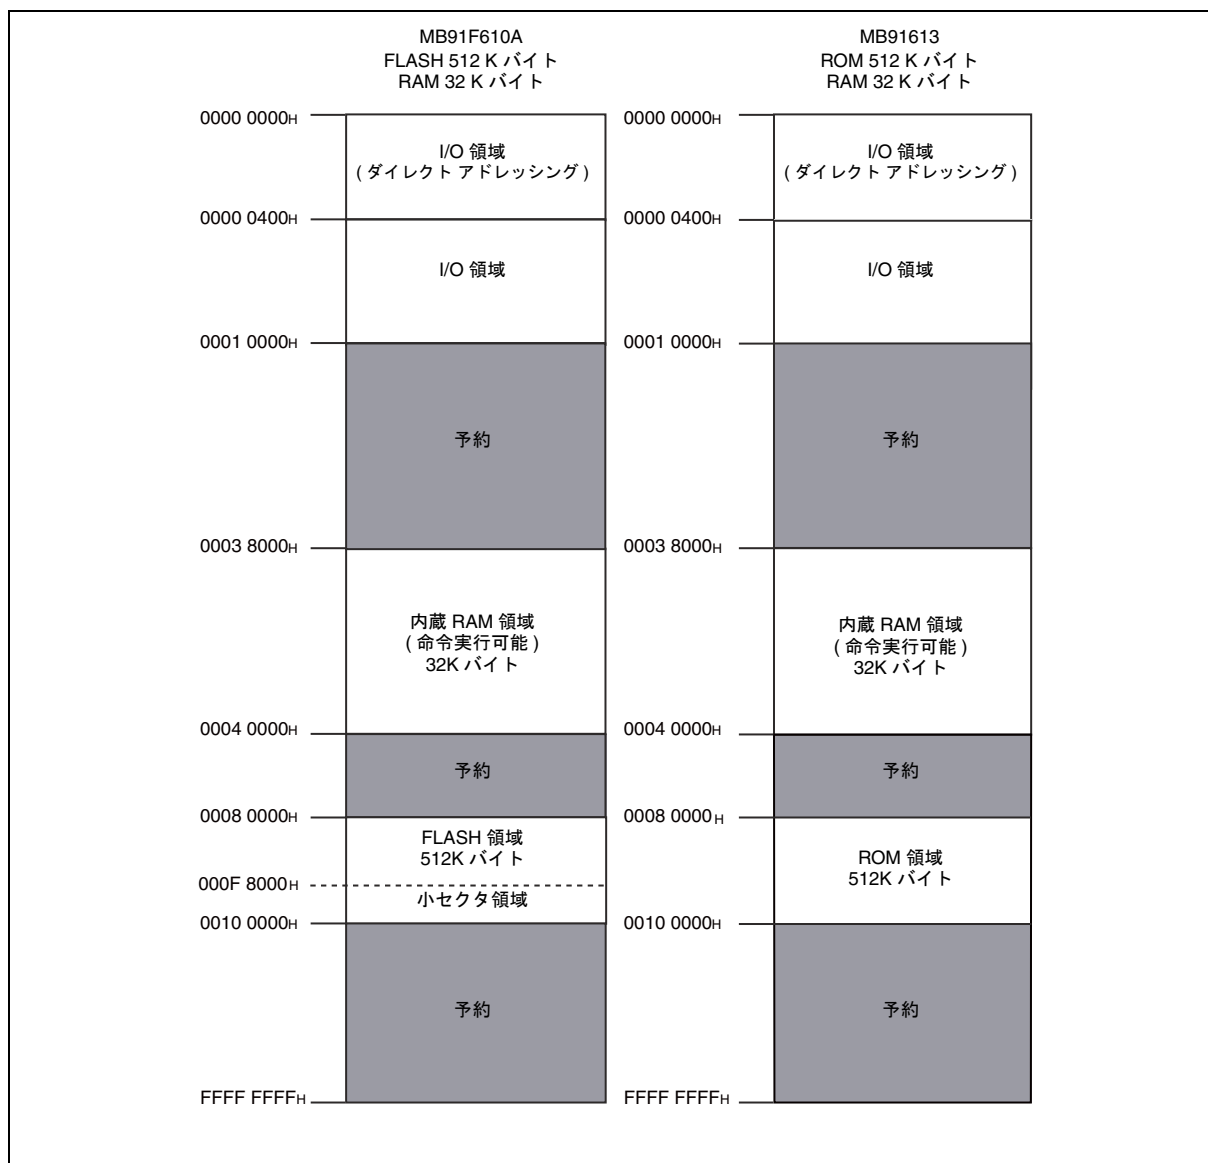 MB91F610A
FLASH 512 K バイト
RAM 32 K バイト
0000 0000H
I/O 領域
( ダイレクト アドレッシング )
0000 0400H
I/O 領域
0001 0000H
予約
0003 8000H
内蔵 RAM 領域
( 命令実行可能 )
32K バイト
0004 0000H
予約
0008 0000H
FLASH 領域
512K バイト
000F 8000H
小セクタ領域
0010 0000H
予約
FFFF FFFFH
MB91613
ROM 512 K バイト
RAM 32 K バイト
0000 0000H
I/O 領域
( ダイレクト アドレッシング )
0000 0400H
I/O 領域
0001 0000H
予約
0003 8000H
内蔵 RAM 領域
( 命令実行可能 )
32K バイト
0004 0000H
予約
0008 0000H
ROM 領域
512K バイト
0010 0000H
予約
FFFF FFFFH